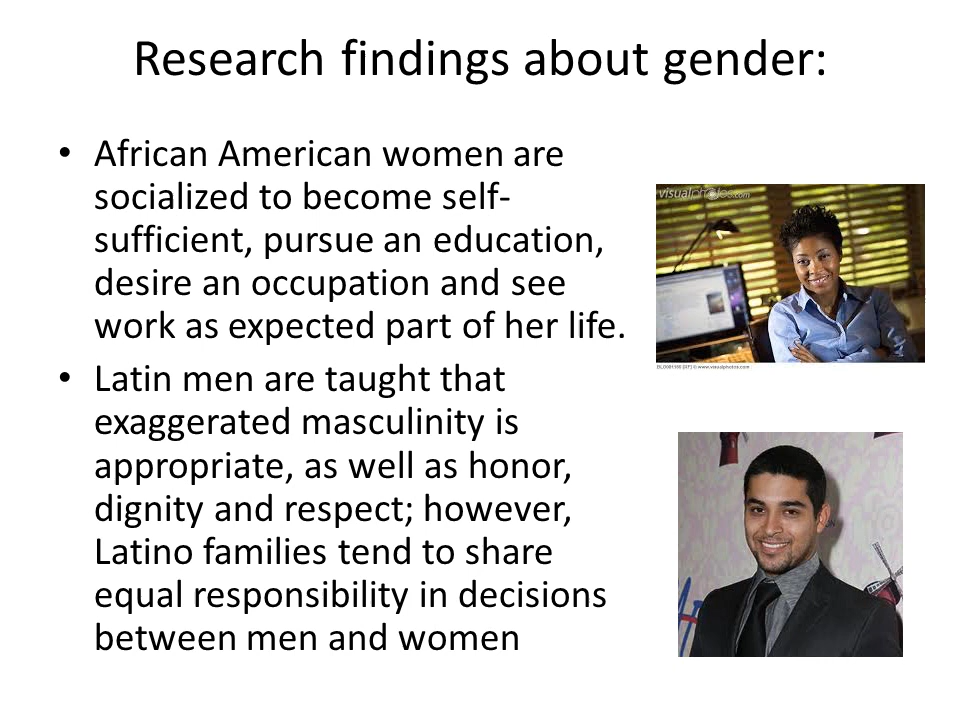 Research findings about gender:
• African American women are
socialized to become self-
sufficient, pursue an education,
desire an occupation and see
work as expected part of her life.
• Latin men are taught that
exaggerated masculinity is
appropriate, as well as honor,
dignity and respect; however,
Latino families tend to share
equal responsibility in decisions
between men and women
visualphotos.com